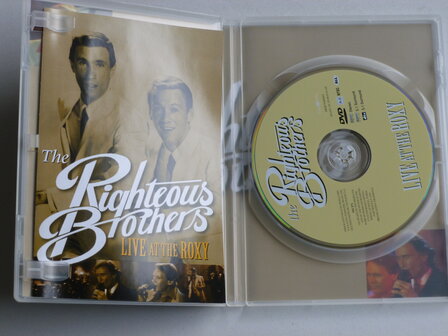 The
Righteous
Brothers
LIVE AT THE ROXY
the
Righteous
Brothers
LIVE AT THE ROXY
DVD